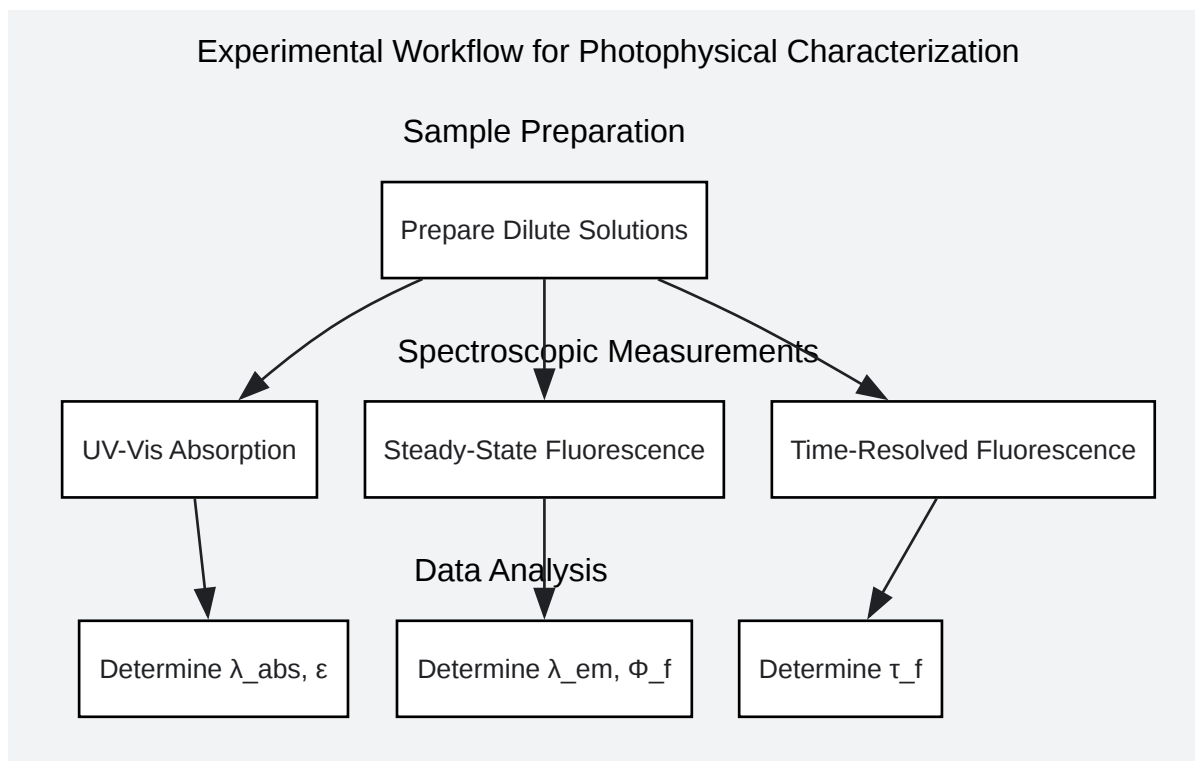 Experimental Workflow for Photophysical Characterization
Sample Preparation
Prepare Dilute Solutions
Spectroscopic Measurements
UV-Vis Absorption
Steady-State Fluorescence
Time-Resolved Fluorescence
Data Analysis
Determine λ_abs, ε
Determine λ_em, Φ_f
Determine τ_f